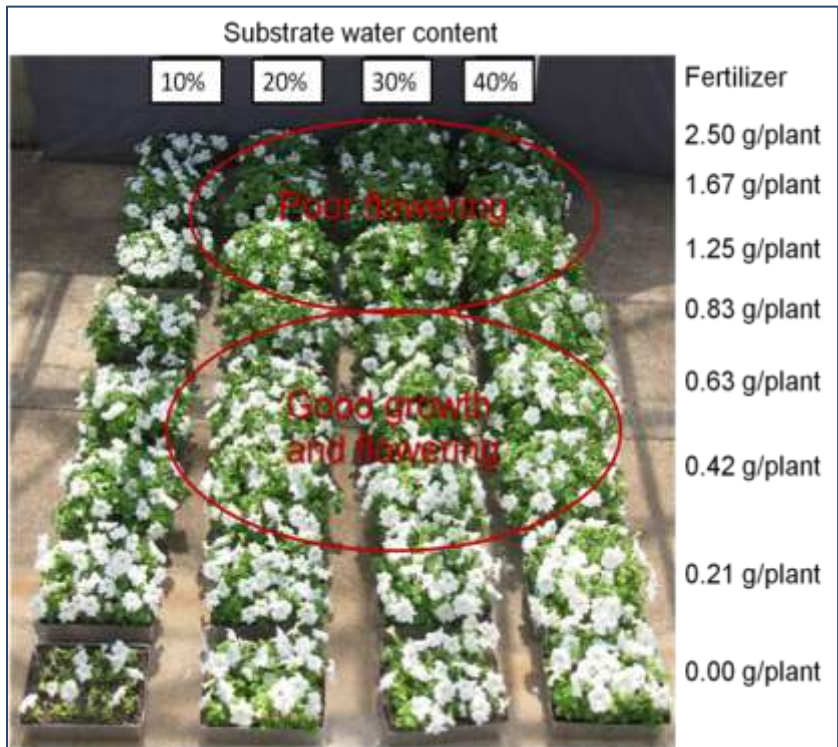 Substrate water content
10% 20% 30% 40%
Fertilizer
2.50 g/plant
1.67 g/plant
1.25 g/plant
0.83 g/plant
0.63 g/plant
0.42 g/plant
0.21 g/plant
0.00 g/plant
Poor flowering
Good growth
and flowering